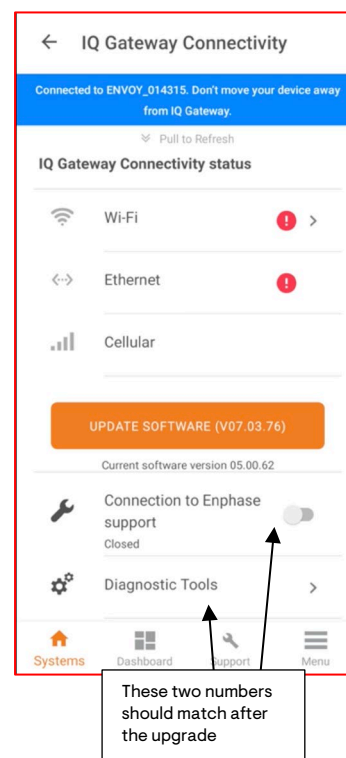 IQ Gateway Connectivity
Connected to ENVOY_014315. Don't move your device away
from IQ Gateway.
Pull to Refresh
IQ Gateway Connectivity status
Wi-Fi
Ethernet
Cellular
UPDATE SOFTWARE (V07.03.76)
Current software version 05.00.62
Connection to Enphase
support
Closed
Diagnostic Tools
Systems
Dashboard
Support
Menu
These two numbers
should match after
the upgrade